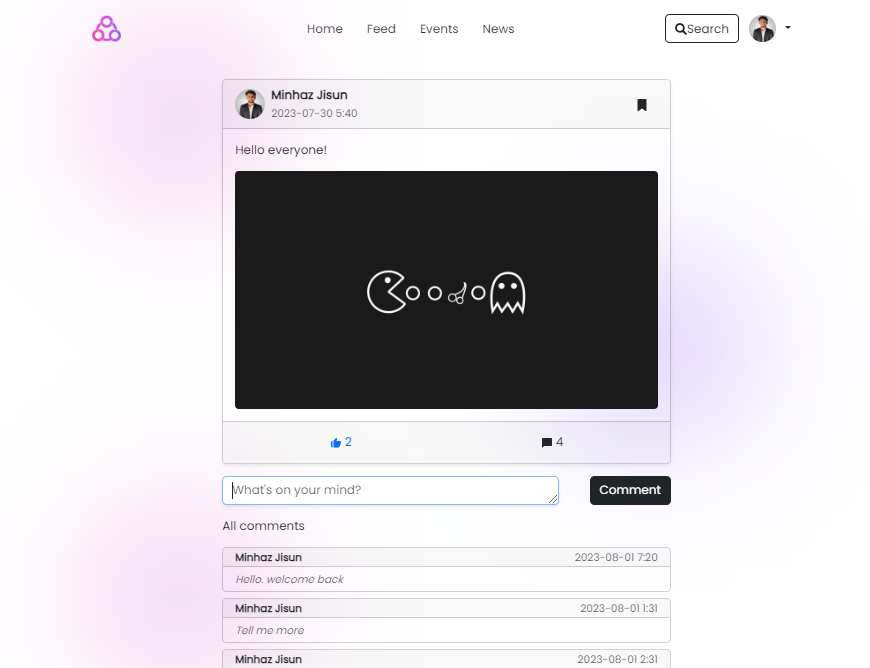 Home Feed Events News Search
Minhaz Jisun
2023-07-30 5:40
Hello everyone!
2 4
What's on your mind? Comment
All comments
Minhaz Jisun 2023-08-01 7:20
Hello. welcome back
Minhaz Jisun 2023-08-01 1:31
Tell me more
Minhaz Jisun 2023-08-01 2:31